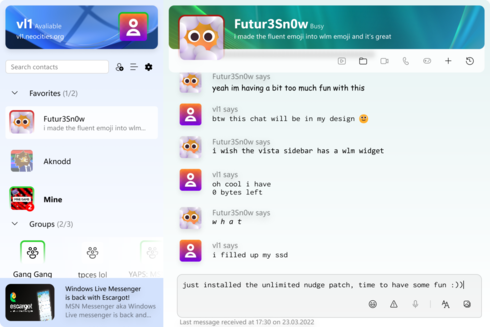 vl1 Available
vl1.neocities.org
Search contacts
Favorites (1/2)
Futur3Sn0w
i made the fluent emoji into wlm...
Aknodd
Mine
2
Groups (2/3)
Gang Gang
tpces lol
YAPS: M
escargot
Windows Live Messenger
is back with Escargot!
MSN Messenger aka Windows
Live messenger is back and...
Futur3Sn0w Busy
i made the fluent emoji into wlm emoji and it's great
Futur3Sn0w says
yeah im having a bit too much fun with this
vl1 says
btw this chat will be in my design
Futur3Sn0w says
i wish the vista sidebar has a wlm widget
vl1 says
oh cool i have
0 bytes left
Futur3Sn0w says
w h a t
vl1 says
i filled up my ssd
just installed the unlimited nudge patch, time to have some fun :))
Last message received at 17:30 on 23.03.2022